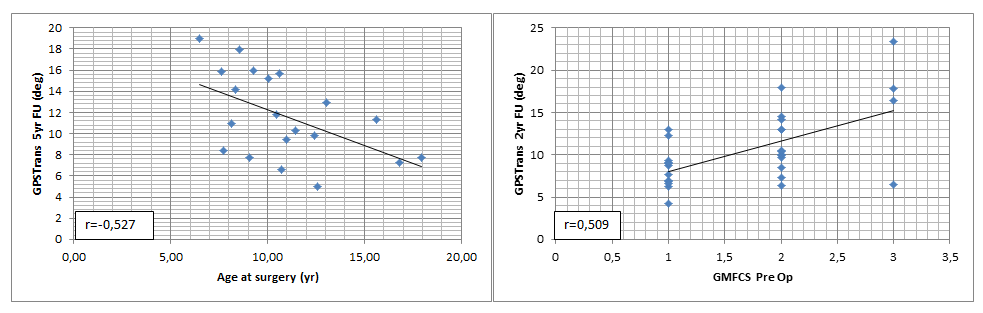 20
18
16
14
12
10
8
6
4
2
0
GPSTrans 5yr FU (deg)
r=-0,527
0,00 5,00 10,00 15,00 20,00
Age at surgery (yr)
25
20
15
10
5
0
GPSTrans 2yr FU (deg)
r=0,509
0 0,5 1 1,5 2 2,5 3 3,5
GMFCS Pre Op